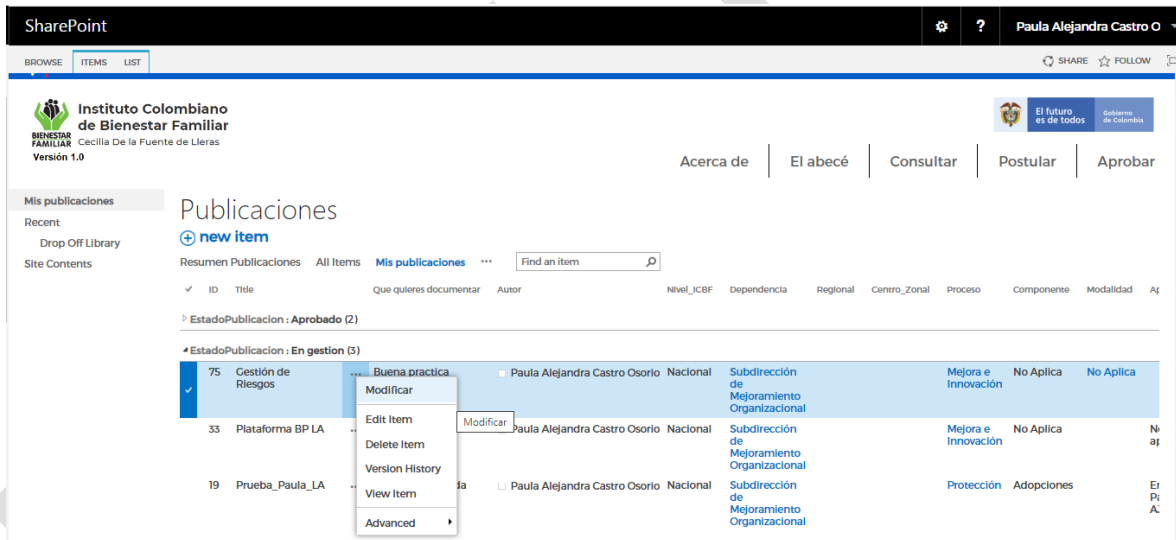 SharePoint
? Paula Alejandra Castro O
BROWSE ITEMS LIST
SHARE FOLLOW
Instituto Colombiano
de Bienestar Familiar
Cecilia De la Fuente de Lleras
BIENESTAR
FAMILIAR
Versión 1.0
El futuro
es de todos
Gobierno
de Colombia
Acerca de El abecé Consultar Postular Aprobar
Mis publicaciones
Recent
Drop Off Library
Site Contents
Publicaciones
new item
Resumen Publicaciones All Items Mis publicaciones ... Find an item
ID Title Que quieres documentar Autor Nivel_ICBF Dependencia Regional Centro_Zonal Proceso Componente Modalidad
EstadoPublicacion : Aprobado (2)
EstadoPublicacion : En gestion (3)
75 Gestión de Riesgos ... Buena practica Paula Alejandra Castro Osorio Nacional Subdirección de Mejoramiento Organizacional Mejora e Innovación No Aplica No Aplica
Modificar
Edit Item
Delete Item
Version History
View Item
Advanced
Modificar
33 Plataforma BP LA Paula Alejandra Castro Osorio Nacional Subdirección de Mejoramiento Organizacional Mejora e Innovación No Aplica
19 Prueba_Paula_LA Paula Alejandra Castro Osorio Nacional Subdirección de Mejoramiento Organizacional Protección Adopciones